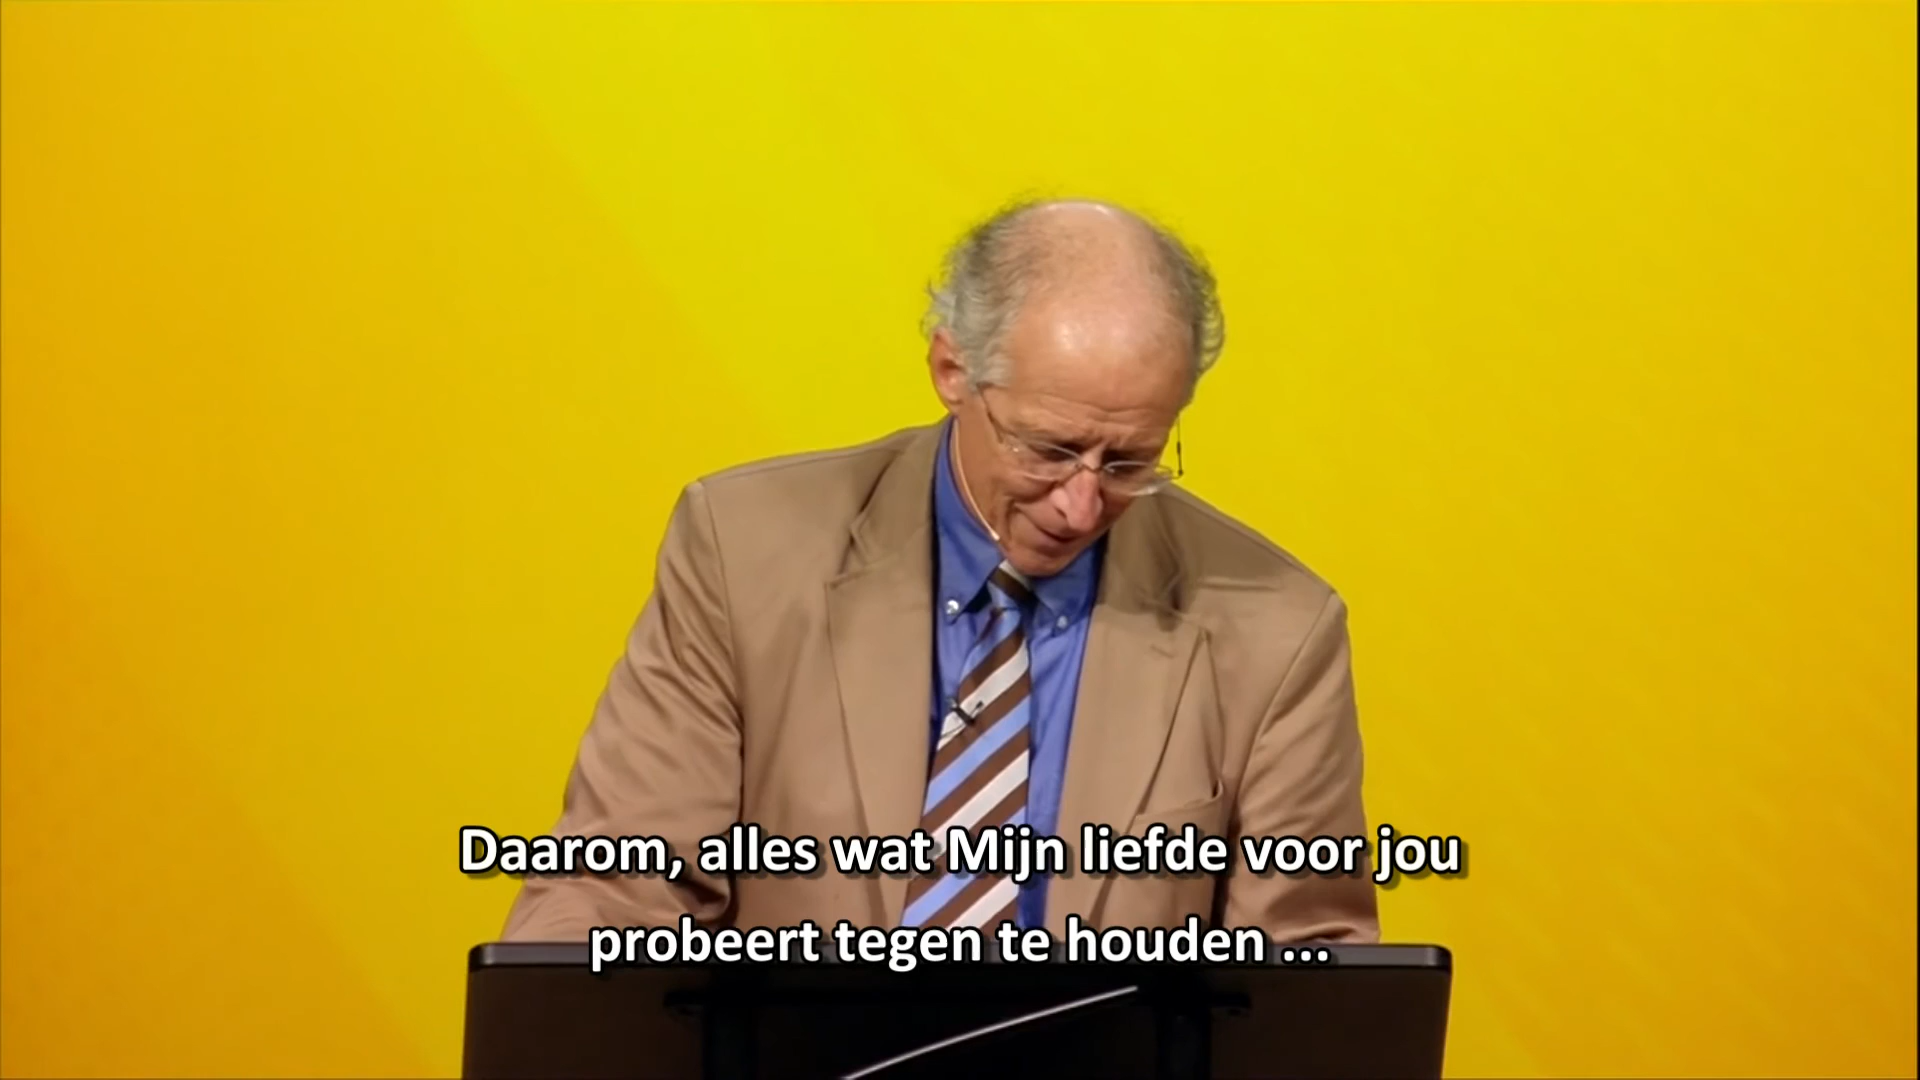 Daarom, alles wat Mijn liefde voor jou
probeert tegen te houden ...